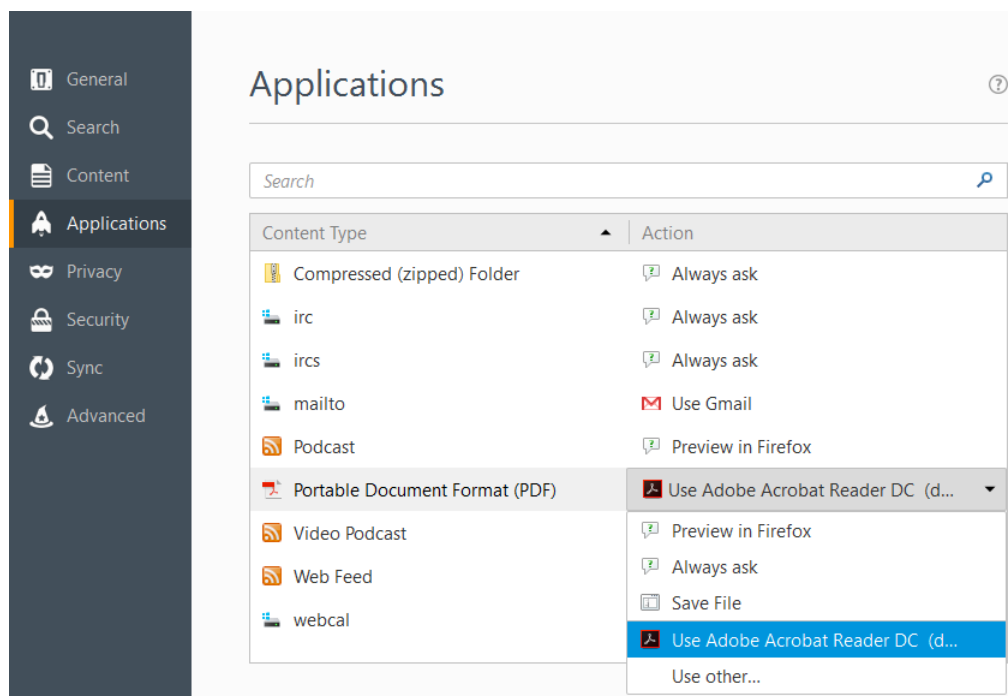 General
Search
Content
Applications
Privacy
Security
Sync
Advanced
Applications
Search
Content Type Action
Compressed (zipped) Folder Always ask
irc Always ask
ircs Always ask
mailto Use Gmail
Podcast Preview in Firefox
Portable Document Format (PDF) Use Adobe Acrobat Reader DC (d...
Video Podcast
Web Feed
webcal
Preview in Firefox
Always ask
Save File
Use Adobe Acrobat Reader DC (d...
Use other...